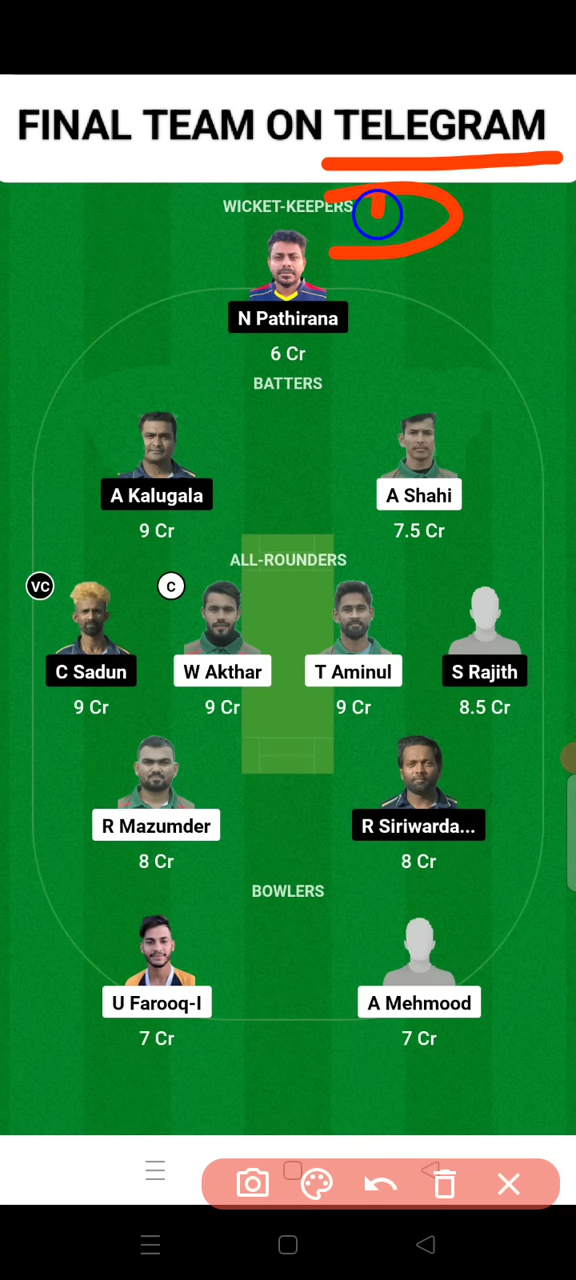 FINAL TEAM ON TELEGRAM
WICKET-KEEPERS
N Pathirana
6 Cr
BATTERS
A Kalugala
A Shahi
9 Cr
7.5 Cr
ALL-ROUNDERS
VC
C
C Sadun
W Akthar
T Aminul
S Rajith
9 Cr
9 Cr
9 Cr
8.5 Cr
R Mazumder
R Siriwarda...
8 Cr
8 Cr
BOWLERS
U Farooq-I
A Mehmood
7 Cr
7 Cr